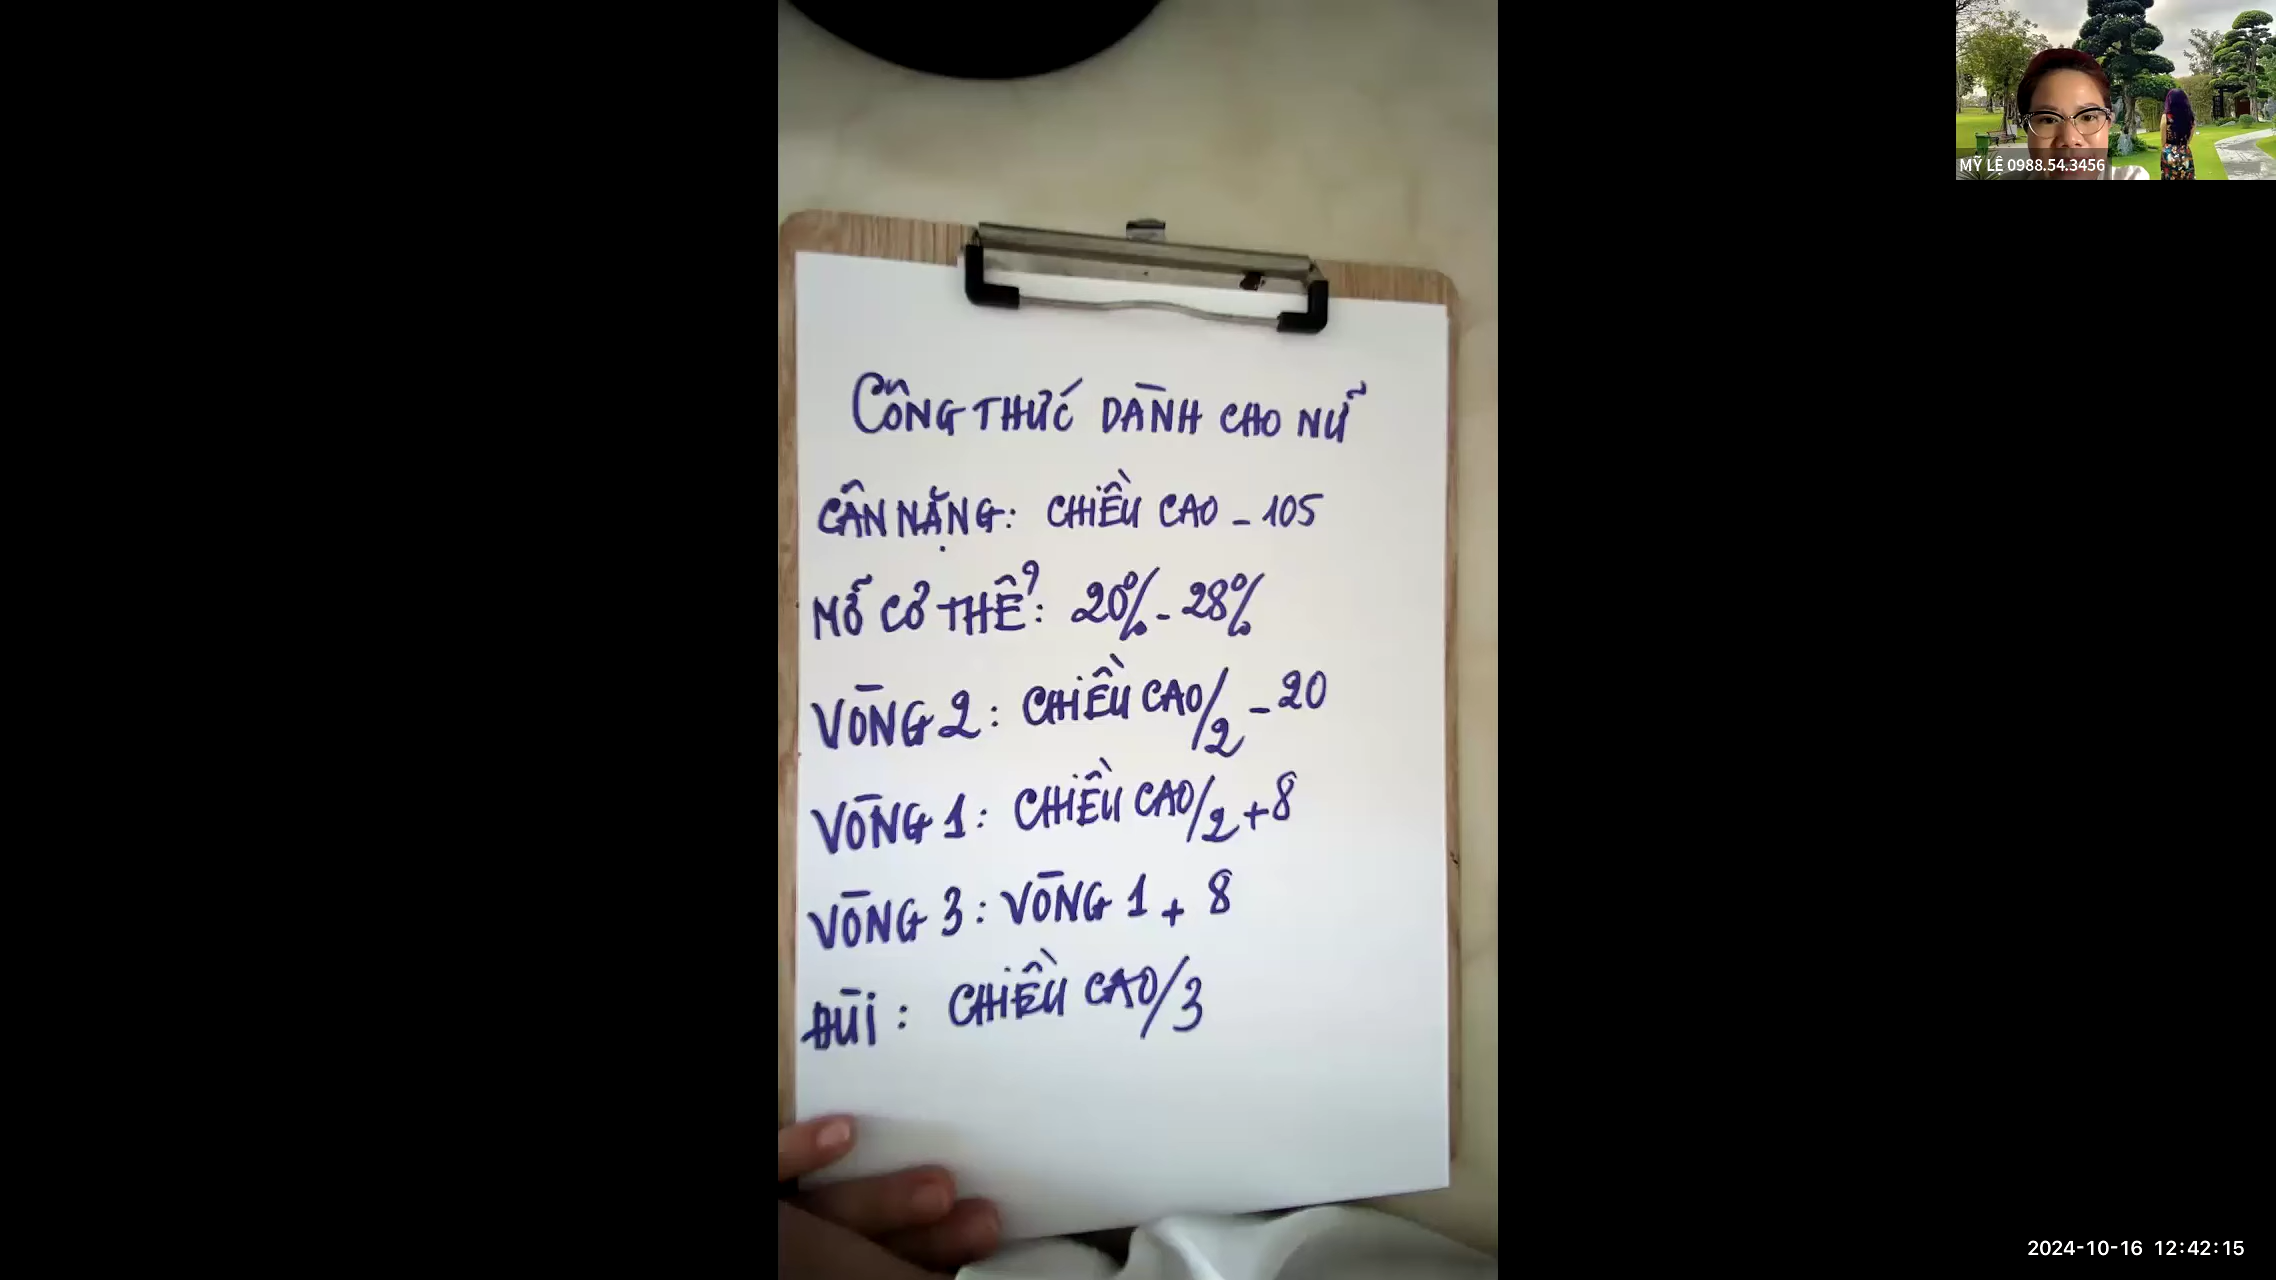 MỸ LỆ 0988.54.3456
CÔNG THỨC DÀNH CHO NỮ
CÂN NẶNG: CHIỀU CAO - 105
MỠ CƠ THỂ: 20% - 28%
VÒNG 2: CHIỀU CAO/2 - 20
VÒNG 1: CHIỀU CAO/2 + 8
VÒNG 3: VÒNG 1 + 8
ĐÙI: CHIỀU CAO/3
2024-10-16 12:42:15